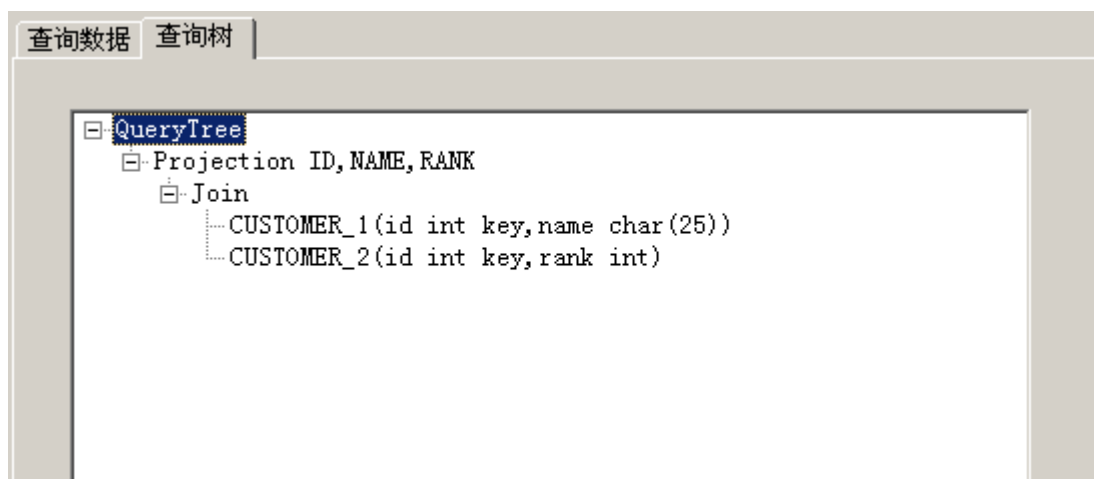 查询数据 查询树
QueryTree
Projection ID,NAME,RANK
Join
CUSTOMER_1(id int key,name char(25))
CUSTOMER_2(id int key,rank int)